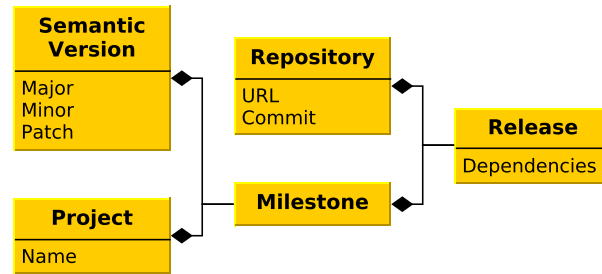 Semantic
Version
Major
Minor
Patch
Repository
URL
Commit
Release
Dependencies
Project
Name
Milestone